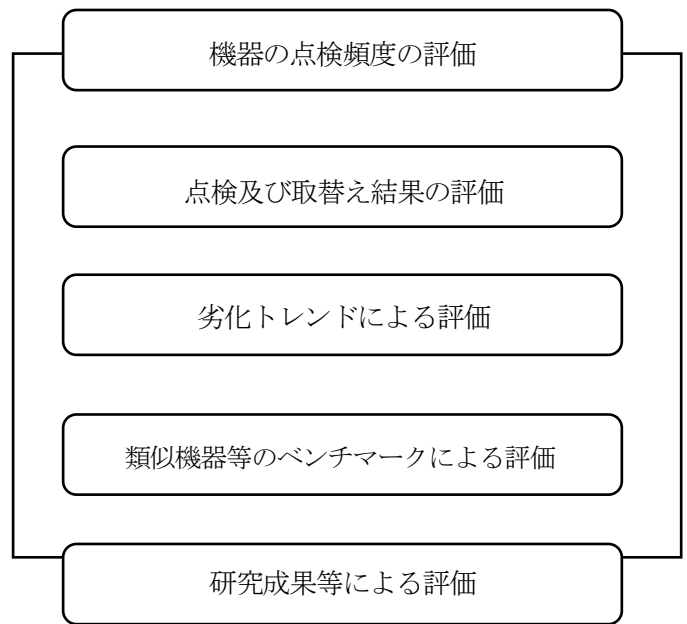 機器の点検頻度の評価
点検及び取替え結果の評価
劣化トレンドによる評価
類似機器等のベンチマークによる評価
研究成果等による評価